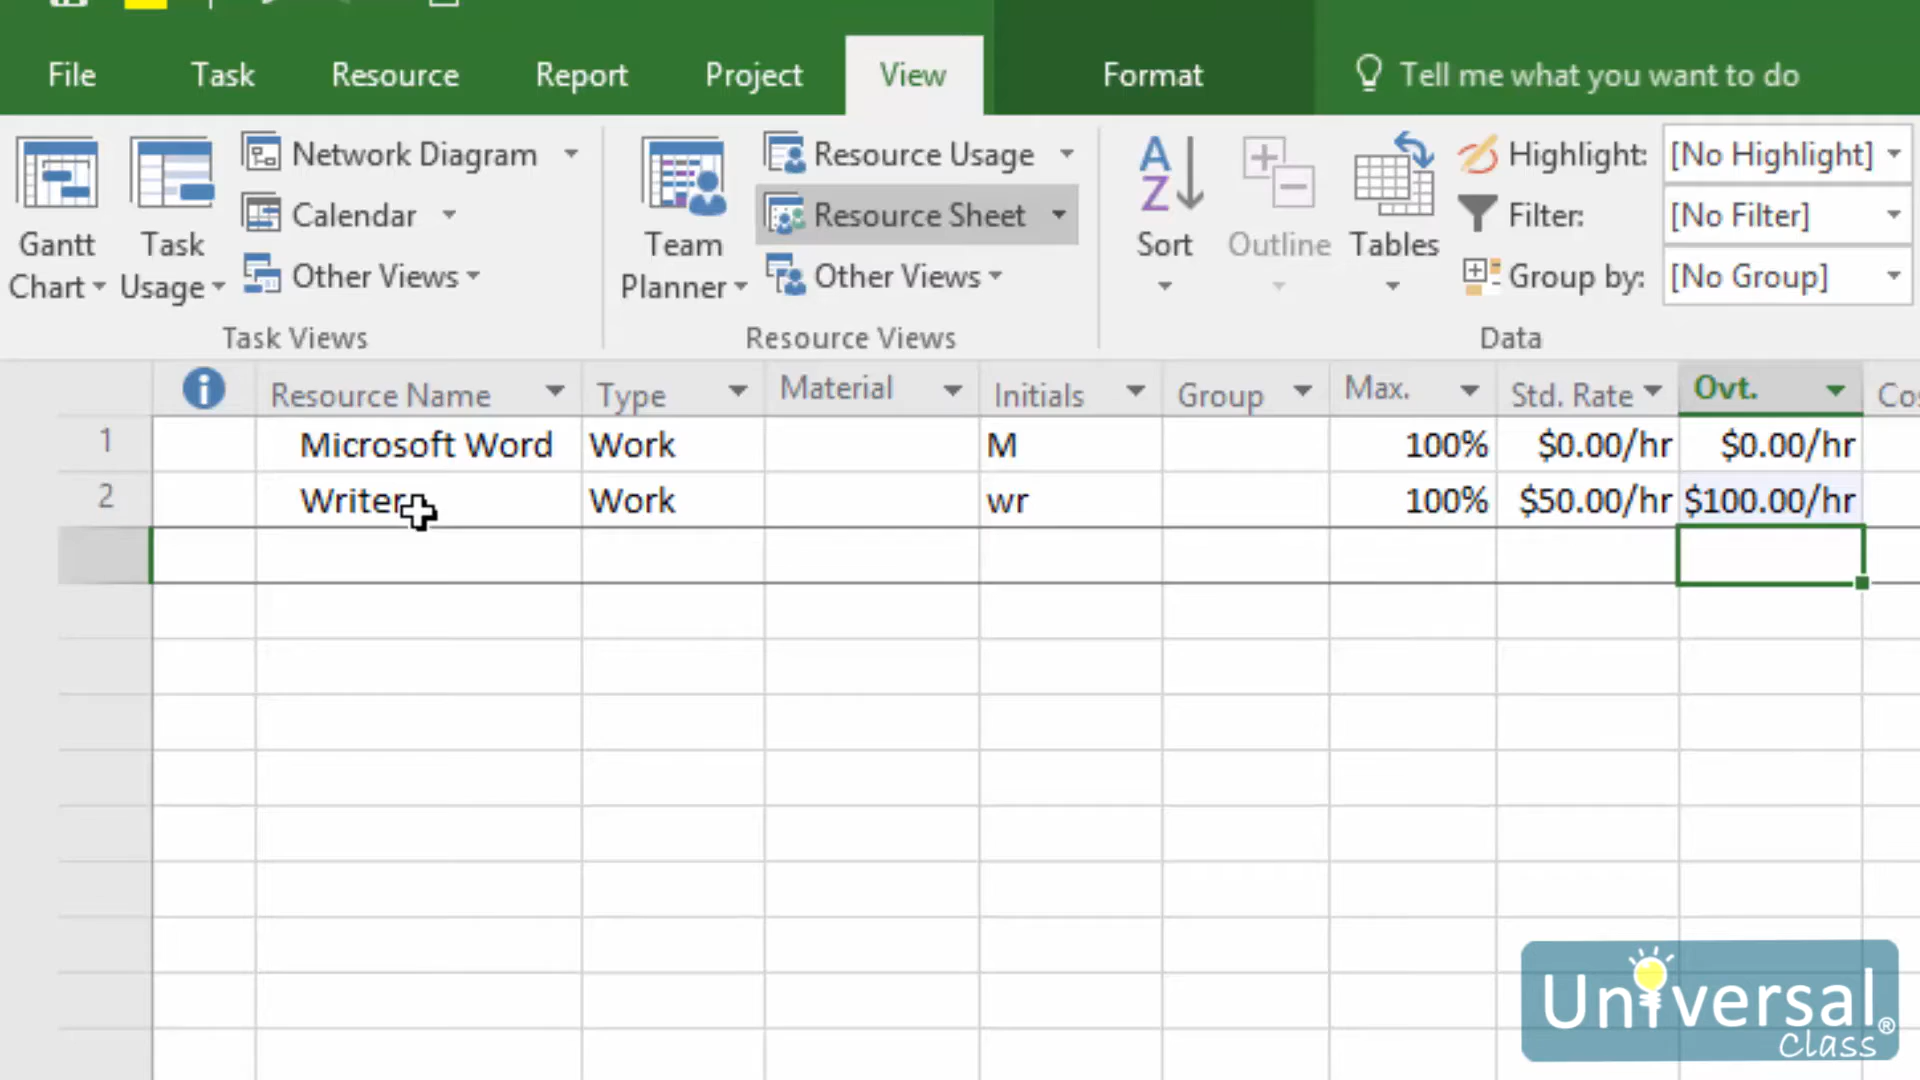 File Task Resource Report Project View Format Tell me what you want to do
Gantt Chart
Task Usage
Network Diagram
Calendar
Other Views
Task Views
Team Planner
Resource Usage
Resource Sheet
Other Views
Resource Views
Sort
Outline
Tables
Highlight: [No Highlight]
Filter: [No Filter]
Group by: [No Group]
Data
Resource Name Type Material Initials Group Max. Std. Rate Ovt.
1 Microsoft Word Work M 100% $0.00/hr $0.00/hr
2 Writer Work wr 100% $50.00/hr $100.00/hr
Universal®
Class